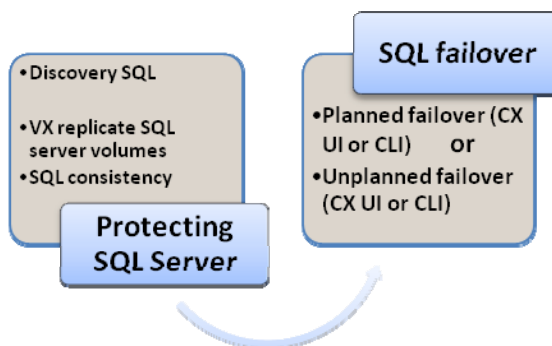 •Discovery SQL
•VX replicate SQL
server volumes
•SQL consistency
Protecting
SQL Server
SQL failover
•Planned failover (CX
UI or CLI) or
•Unplanned failover
(CX UI or CLI)